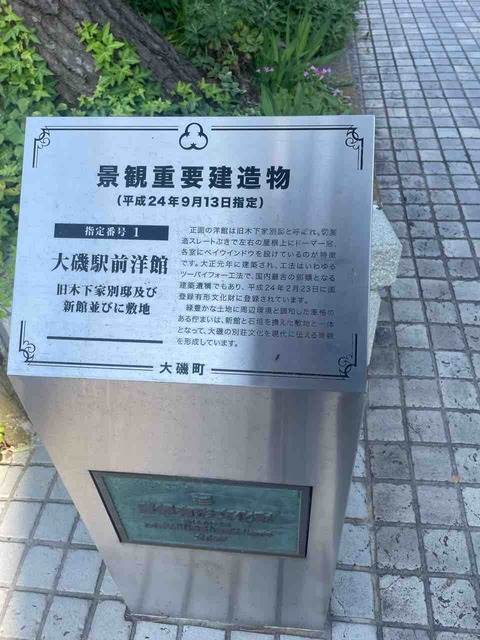 景観重要建造物
(平成24年9月13日指定)
指定番号 1
大磯駅前洋館
旧木下家別邸及び
新館並びに敷地
正面の洋館は旧木下家別邸と呼ばれ、切妻
造スレートぶきで左右の屋根上にドーマー窓、
各室にベイウインドウを設けているのが特徴
です。大正元年に建築され、工法はいわゆる
ツーバイフォー工法で、国内最古の部類となる
建築遺構でもあり、平成24年2月23日に国
登録有形文化財に登録されています。
緑豊かな土地に周辺環境と調和した風格の
ある佇まいは、新館と石垣を携えた敷地と一体
となって、大磯の別荘文化を現代に伝える景観
を形成しています。
大磯町